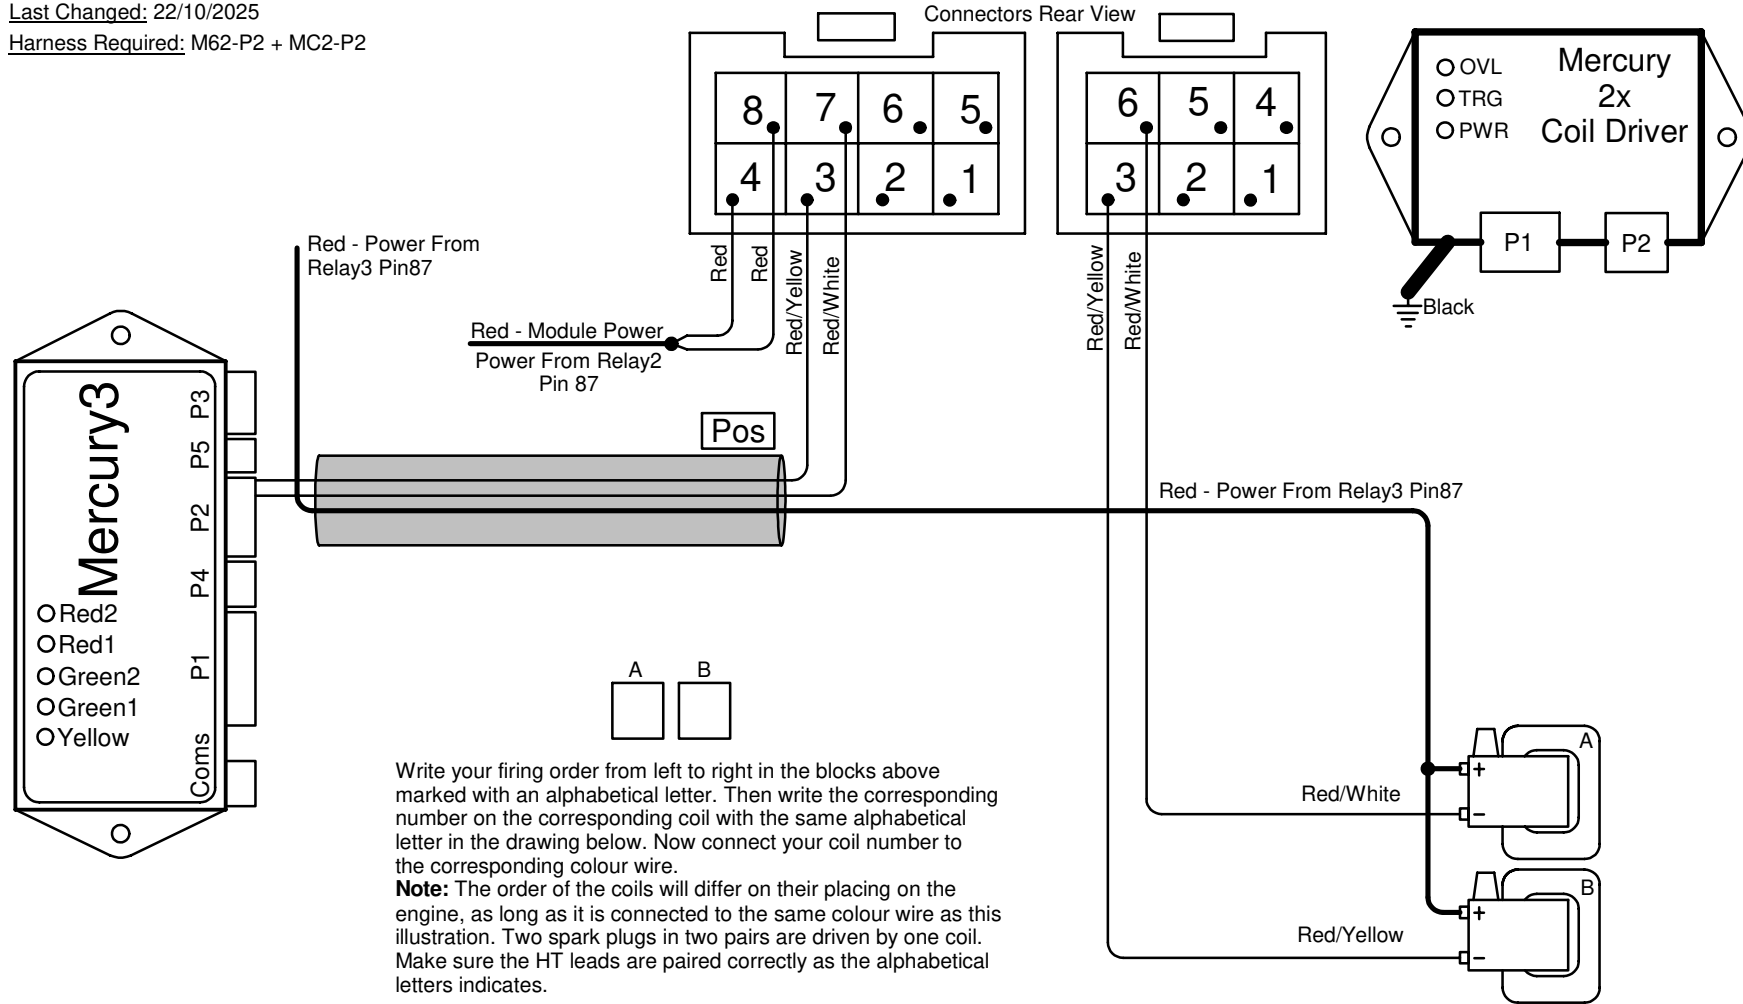 Last Changed: 22/10/2025
Harness Required: M62-P2 + MC2-P2
Connectors Rear View
8 7 6 5
4 3 2 1
6 5 4
3 2 1
OVL
TRG
PWR
Mercury
2x
Coil Driver
P1
P2
Black
Red - Power From
Relay3 Pin87
Red
Red
Red/Yellow
Red/White
Red/Yellow
Red/White
Red - Module Power
Power From Relay2
Pin 87
Pos
Red - Power From Relay3 Pin87
Mercury3
P3
P5
P2
P4
P1
Coms
Red2
Red1
Green2
Green1
Yellow
A B
Write your firing order from left to right in the blocks above
marked with an alphabetical letter. Then write the corresponding
number on the corresponding coil with the same alphabetical
letter in the drawing below. Now connect your coil number to
the corresponding colour wire.
Note: The order of the coils will differ on their placing on the
engine, as long as it is connected to the same colour wire as this
illustration. Two spark plugs in two pairs are driven by one coil.
Make sure the HT leads are paired correctly as the alphabetical
letters indicates.
A
+
Red/White
-
B
+
Red/Yellow
-